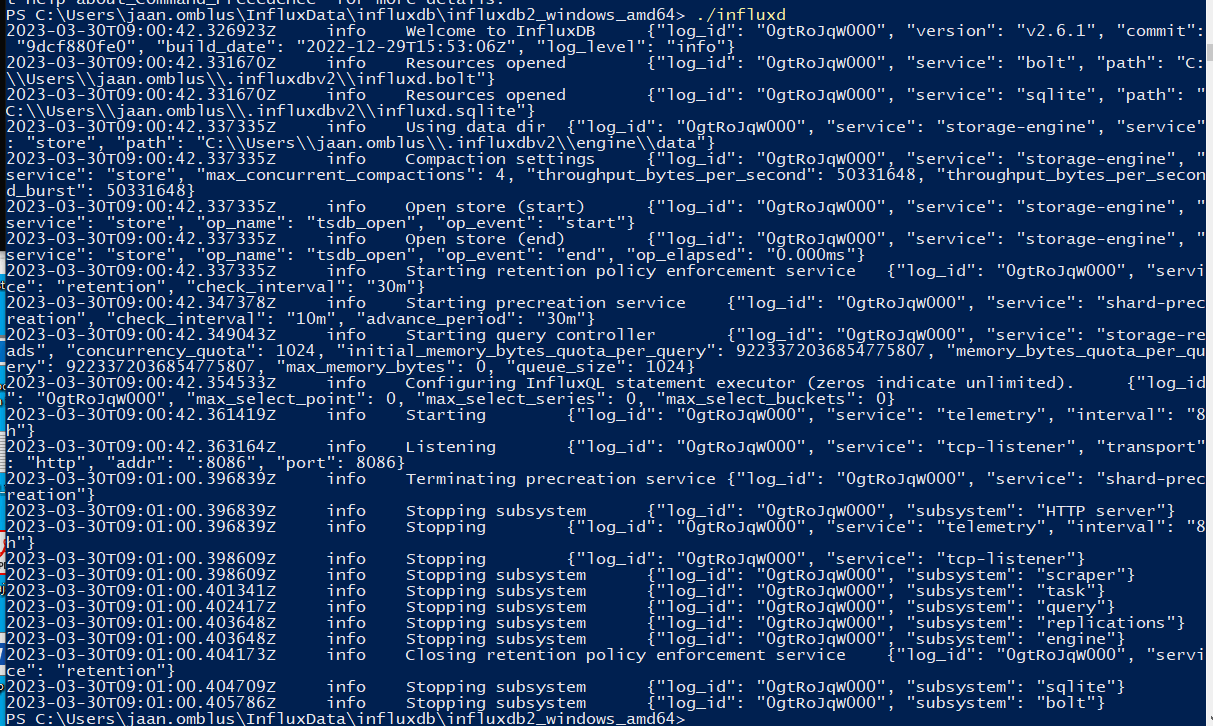 t help about_Command_Precedence" for more details.
PS C:\Users\jaan.omblus\InfluxData\influxdb\influxdb2_windows_amd64> ./influxd
2023-03-30T09:00:42.326923Z     info    Welcome to InfluxDB     {"log_id": "0gtRoJqW000", "version": "v2.6.1", "commit":
 "9dcf880fe0", "build_date": "2022-12-29T15:53:06Z", "log_level": "info"}
2023-03-30T09:00:42.331670Z     info    Resources opened        {"log_id": "0gtRoJqW000", "service": "bolt", "path": "C:
\\Users\\jaan.omblus\\.influxdbv2\\influxd.bolt"}
2023-03-30T09:00:42.331670Z     info    Resources opened        {"log_id": "0gtRoJqW000", "service": "sqlite", "path": "
C:\\Users\\jaan.omblus\\.influxdbv2\\influxd.sqlite"}
2023-03-30T09:00:42.337335Z     info    Using data dir  {"log_id": "0gtRoJqW000", "service": "storage-engine", "service"
: "store", "path": "C:\\Users\\jaan.omblus\\.influxdbv2\\engine\\data"}
2023-03-30T09:00:42.337335Z     info    Compaction settings     {"log_id": "0gtRoJqW000", "service": "storage-engine", "
service": "store", "max_concurrent_compactions": 4, "throughput_bytes_per_second": 50331648, "throughput_bytes_per_secon
d_burst": 50331648}
2023-03-30T09:00:42.337335Z     info    Open store (start)      {"log_id": "0gtRoJqW000", "service": "storage-engine", "
service": "store", "op_name": "tsdb_open", "op_event": "start"}
2023-03-30T09:00:42.337335Z     info    Open store (end)        {"log_id": "0gtRoJqW000", "service": "storage-engine", "
service": "store", "op_name": "tsdb_open", "op_event": "end", "op_elapsed": "0.000ms"}
2023-03-30T09:00:42.337335Z     info    Starting retention policy enforcement service   {"log_id": "0gtRoJqW000", "servi
ce": "retention", "check_interval": "30m"}
2023-03-30T09:00:42.347378Z     info    Starting precreation service    {"log_id": "0gtRoJqW000", "service": "shard-prec
reation", "check_interval": "10m", "advance_period": "30m"}
2023-03-30T09:00:42.349043Z     info    Starting query controller       {"log_id": "0gtRoJqW000", "service": "storage-re
ads", "concurrency_quota": 1024, "initial_memory_bytes_quota_per_query": 9223372036854775807, "memory_bytes_quota_per_qu
ery": 9223372036854775807, "max_memory_bytes": 0, "queue_size": 1024}
2023-03-30T09:00:42.354533Z     info    Configuring InfluxQL statement executor (zeros indicate unlimited).     {"log_id
": "0gtRoJqW000", "max_select_point": 0, "max_select_series": 0, "max_select_buckets": 0}
2023-03-30T09:00:42.361419Z     info    Starting        {"log_id": "0gtRoJqW000", "service": "telemetry", "interval": "8
h"}
2023-03-30T09:00:42.363164Z     info    Listening       {"log_id": "0gtRoJqW000", "service": "tcp-listener", "transport"
: "http", "addr": ":8086", "port": 8086}
2023-03-30T09:01:00.396839Z     info    Terminating precreation service {"log_id": "0gtRoJqW000", "service": "shard-prec
reation"}
2023-03-30T09:01:00.396839Z     info    Stopping subsystem      {"log_id": "0gtRoJqW000", "subsystem": "HTTP server"}
2023-03-30T09:01:00.396839Z     info    Stopping        {"log_id": "0gtRoJqW000", "service": "telemetry", "interval": "8
h"}
2023-03-30T09:01:00.398609Z     info    Stopping        {"log_id": "0gtRoJqW000", "service": "tcp-listener"}
2023-03-30T09:01:00.398609Z     info    Stopping subsystem      {"log_id": "0gtRoJqW000", "subsystem": "scraper"}
2023-03-30T09:01:00.401341Z     info    Stopping subsystem      {"log_id": "0gtRoJqW000", "subsystem": "task"}
2023-03-30T09:01:00.402417Z     info    Stopping subsystem      {"log_id": "0gtRoJqW000", "subsystem": "query"}
2023-03-30T09:01:00.403648Z     info    Stopping subsystem      {"log_id": "0gtRoJqW000", "subsystem": "replications"}
2023-03-30T09:01:00.403648Z     info    Stopping subsystem      {"log_id": "0gtRoJqW000", "subsystem": "engine"}
2023-03-30T09:01:00.404173Z     info    Closing retention policy enforcement service    {"log_id": "0gtRoJqW000", "servi
ce": "retention"}
2023-03-30T09:01:00.404709Z     info    Stopping subsystem      {"log_id": "0gtRoJqW000", "subsystem": "sqlite"}
2023-03-30T09:01:00.405786Z     info    Stopping subsystem      {"log_id": "0gtRoJqW000", "subsystem": "bolt"}
PS C:\Users\jaan.omblus\InfluxData\influxdb\influxdb2_windows_amd64>